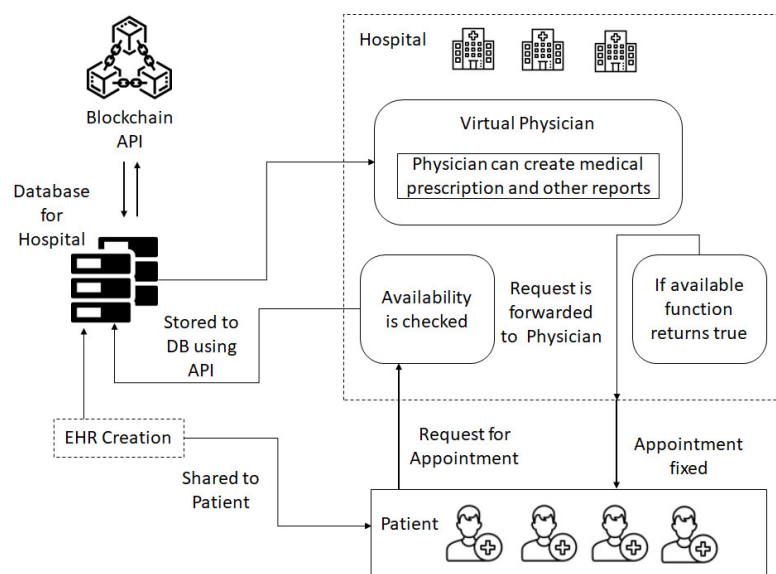 Hospital
Blockchain
API
Virtual Physician
Physician can create medical
prescription and other reports
Database
for
Hospital
Availability
is checked
Request is
forwarded
to Physician
If available
function
returns true
Stored to
DB using
API
EHR Creation
Request for
Appointment
Appointment
fixed
Shared to
Patient
Patient